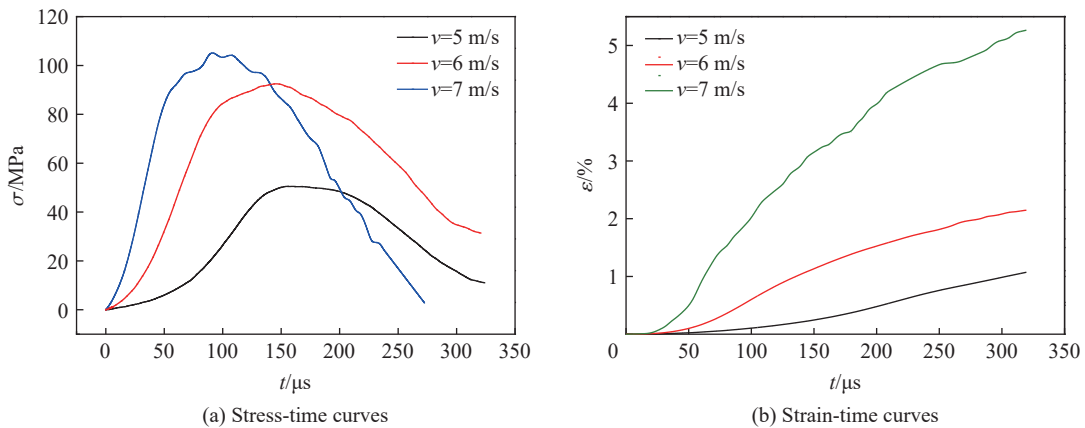 120
100
80
60
40
20
0
σ/MPa
v=5 m/s
v=6 m/s
v=7 m/s
0 50 100 150 200 250 300 350
t/μs
(a) Stress-time curves
5
4
3
2
1
ε/%
v=5 m/s
v=6 m/s
v=7 m/s
0 50 100 150 200 250 300 350
t/μs
(b) Strain-time curves